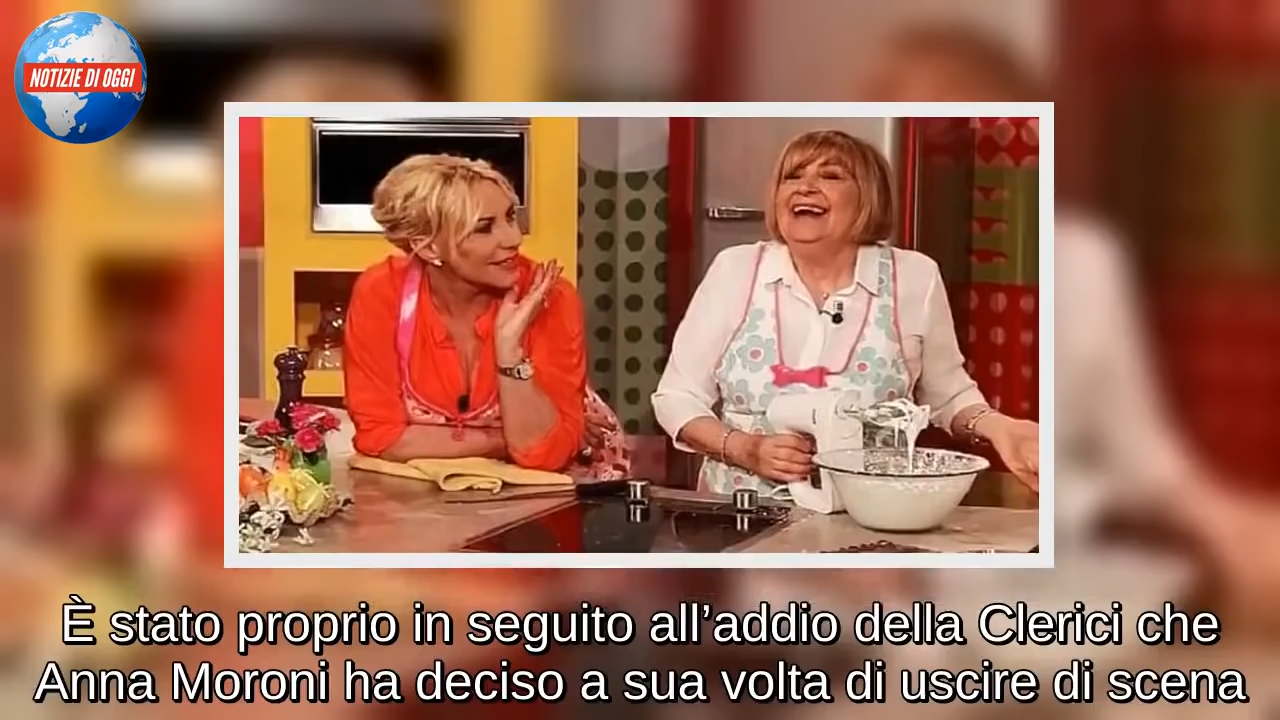 NOTIZIE DI OGGI
È stato proprio in seguito all’addio della Clerici che
Anna Moroni ha deciso a sua volta di uscire di scena